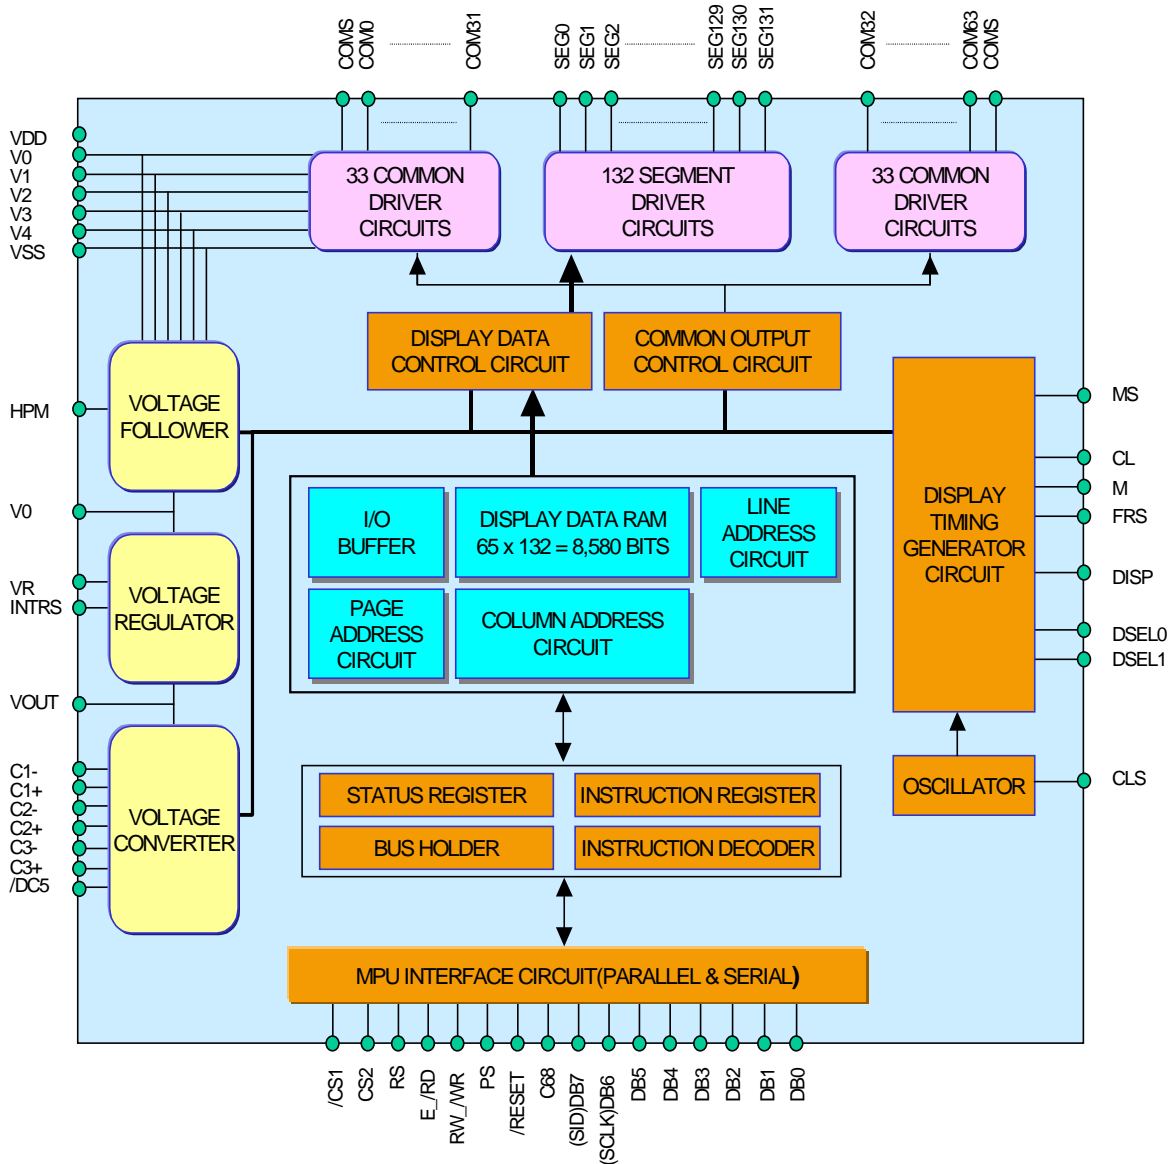 COMS
COM0
COM31
SEG0
SEG1
SEG2
SEG129
SEG130
SEG131
COM32
COM63
COMS
VDD
V0
V1
V2
V3
V4
VSS
33 COMMON
DRIVER
CIRCUITS
132 SEGMENT
DRIVER
CIRCUITS
33 COMMON
DRIVER
CIRCUITS
DISPLAY DATA
CONTROL CIRCUIT
COMMON OUTPUT
CONTROL CIRCUIT
HPM
VOLTAGE
FOLLOWER
V0
VR
INTRS
VOLTAGE
REGULATOR
VOUT
C1-
C1+
C2-
C2+
C3-
C3+
/DC5
VOLTAGE
CONVERTER
I/O
BUFFER
DISPLAY DATA RAM
65 x 132 = 8,580 BITS
LINE
ADDRESS
CIRCUIT
PAGE
ADDRESS
CIRCUIT
COLUMN ADDRESS
CIRCUIT
DISPLAY
TIMING
GENERATOR
CIRCUIT
MS
CL
M
FRS
DISP
DSEL0
DSEL1
OSCILLATOR
CLS
STATUS REGISTER
INSTRUCTION REGISTER
BUS HOLDER
INSTRUCTION DECODER
MPU INTERFACE CIRCUIT(PARALLEL & SERIAL)
/CS1
CS2
RS
E_/RD
RW_/WR
PS
/RESET
C68
(SID)DB7
(SCLK)DB6
DB5
DB4
DB3
DB2
DB1
DB0